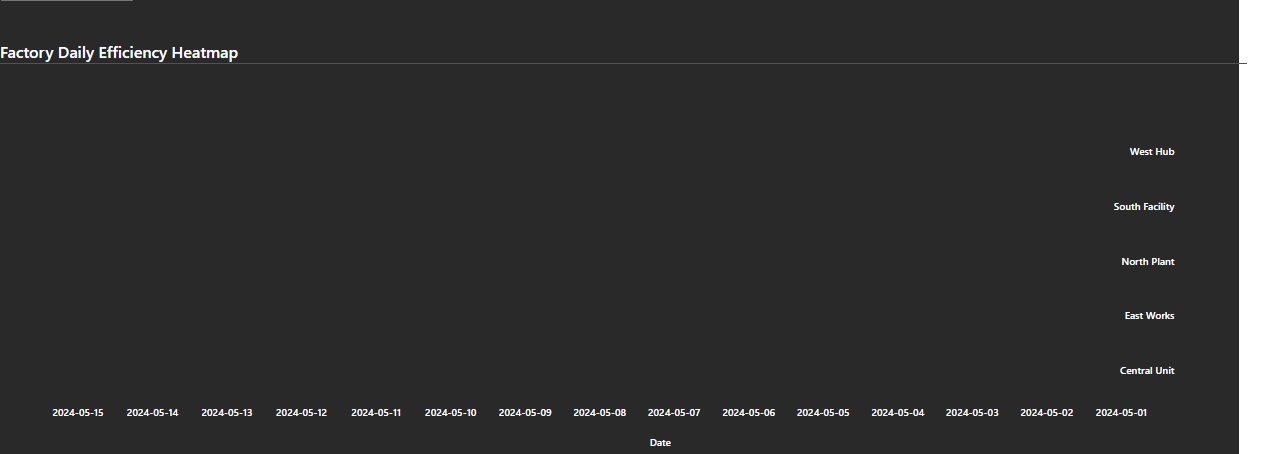 Factory Daily Efficiency Heatmap
West Hub
South Facility
North Plant
East Works
Central Unit
2024-05-15 2024-05-14 2024-05-13 2024-05-12 2024-05-11 2024-05-10 2024-05-09 2024-05-08 2024-05-07 2024-05-06 2024-05-05 2024-05-04 2024-05-03 2024-05-02 2024-05-01
Date